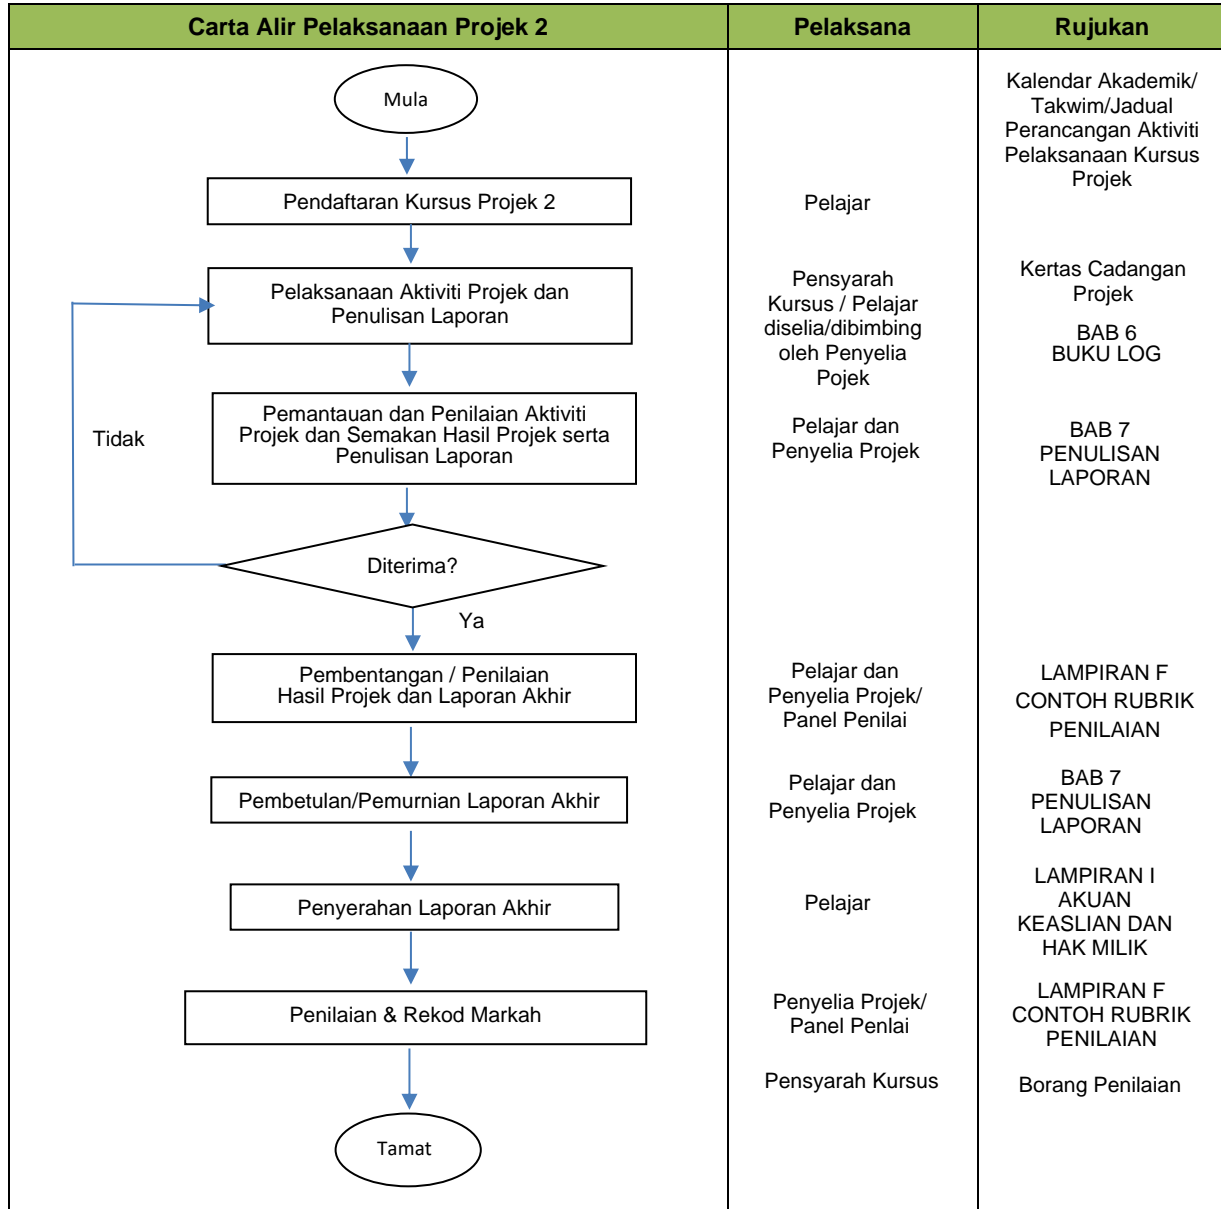 Carta Alir Pelaksanaan Projek 2
Pelaksana
Rujukan
Mula
Kalendar Akademik/
Takwim/Jadual
Perancangan Aktiviti
Pelaksanaan Kursus
Projek
Pendaftaran Kursus Projek 2
Pelajar
Pelaksanaan Aktiviti Projek dan
Penulisan Laporan
Pensyarah
Kursus / Pelajar
diselia/dibimbing
oleh Penyelia
Pojek
Kertas Cadangan
Projek
BAB 6
BUKU LOG
Tidak
Pemantauan dan Penilaian Aktiviti
Projek dan Semakan Hasil Projek serta
Penulisan Laporan
Pelajar dan
Penyelia Projek
BAB 7
PENULISAN
LAPORAN
Diterima?
Ya
Pembentangan / Penilaian
Hasil Projek dan Laporan Akhir
Pelajar dan
Penyelia Projek/
Panel Penilai
LAMPIRAN F
CONTOH RUBRIK
PENILAIAN
Pembetulan/Pemurnian Laporan Akhir
Pelajar dan
Penyelia Projek
BAB 7
PENULISAN
LAPORAN
Penyerahan Laporan Akhir
Pelajar
LAMPIRAN I
AKUAN
KEASLIAN DAN
HAK MILIK
Penilaian & Rekod Markah
Penyelia Projek/
Panel Penlai
LAMPIRAN F
CONTOH RUBRIK
PENILAIAN
Pensyarah Kursus
Borang Penilaian
Tamat